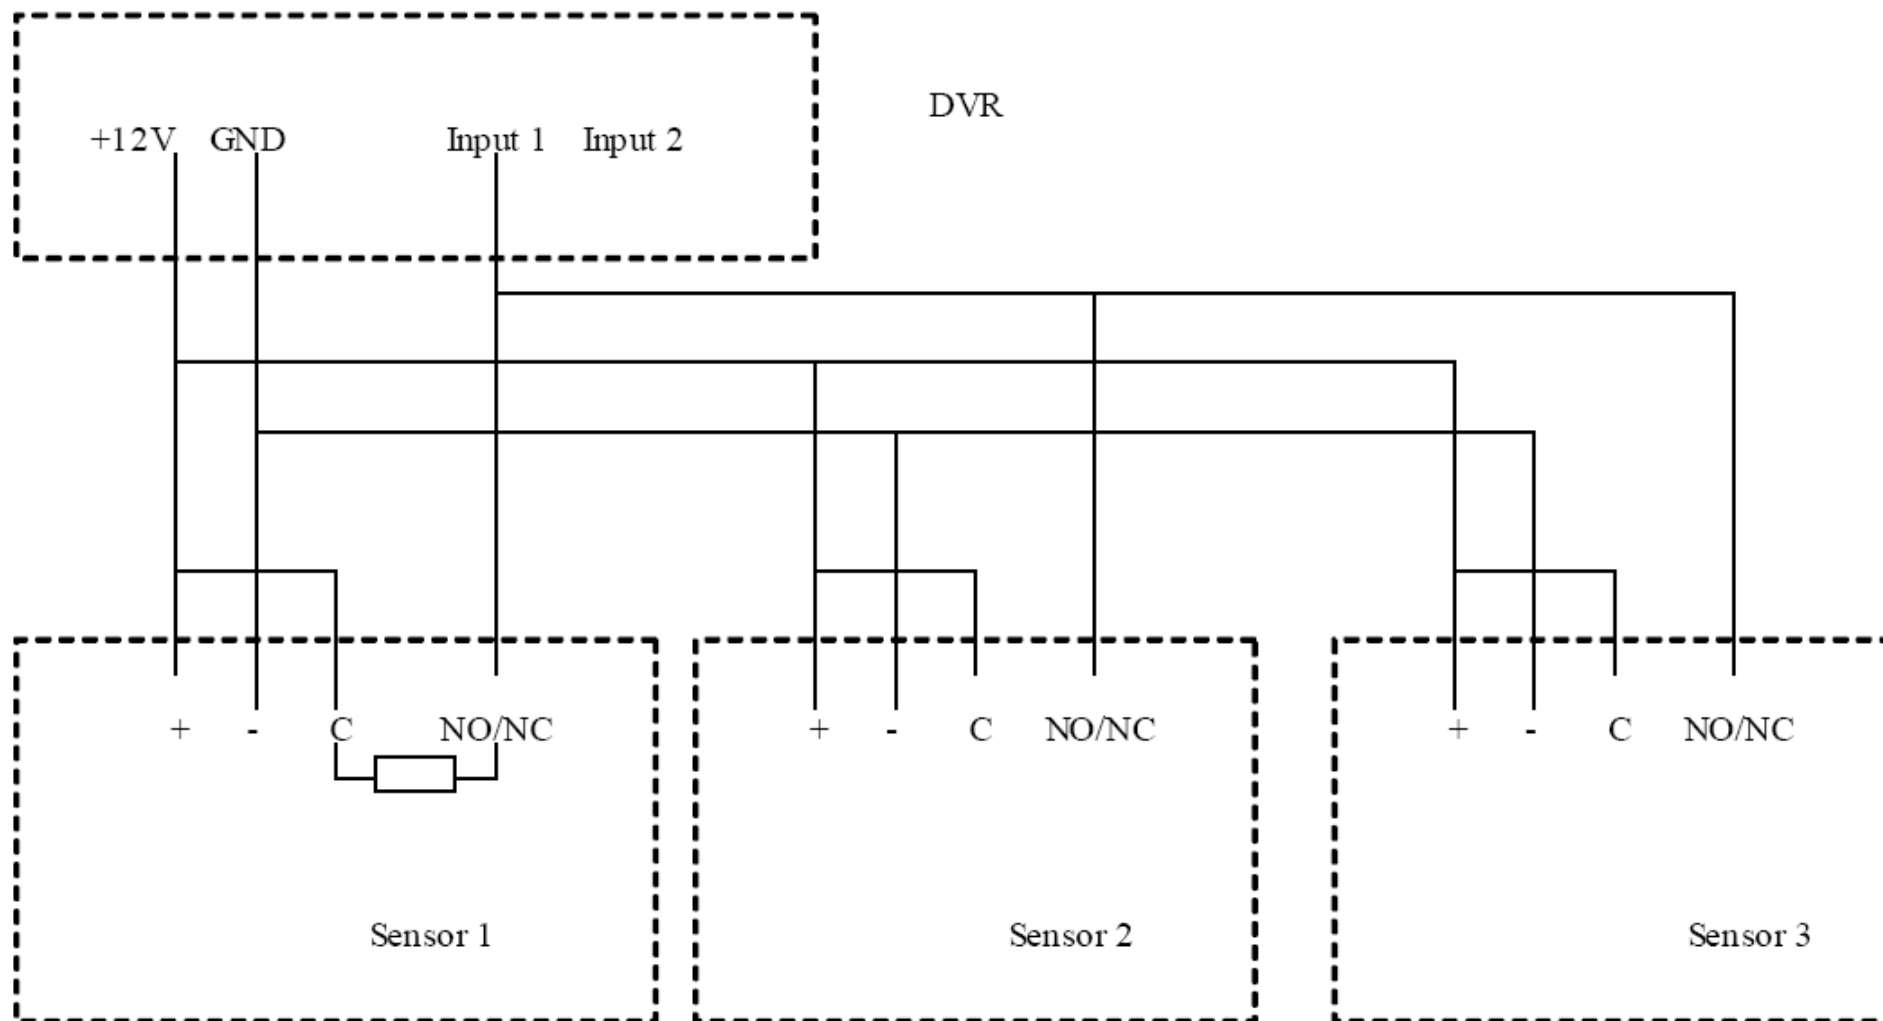 DVR
+12V GND Input 1 Input 2
+ - C NO/NC + - C NO/NC + - C NO/NC
Sensor 1 Sensor 2 Sensor 3